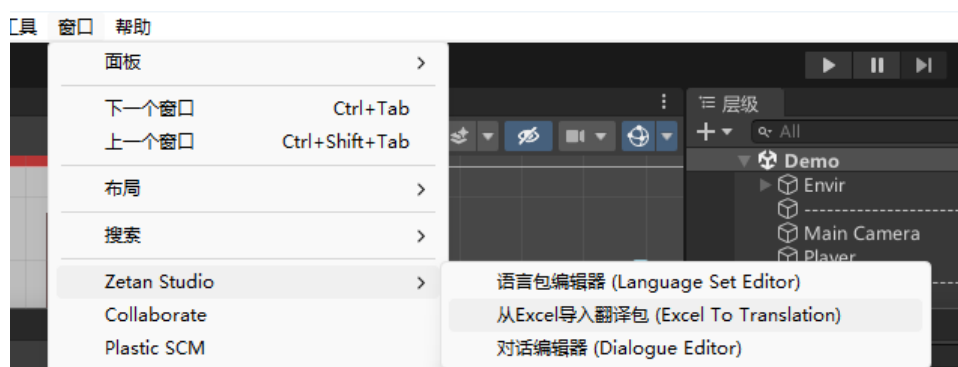 工具 窗口 帮助
面板
下一个窗口 Ctrl+Tab
上一个窗口 Ctrl+Shift+Tab
布局
搜索
Zetan Studio
Collaborate
Plastic SCM
语言包编辑器 (Language Set Editor)
从Excel导入翻译包 (Excel To Translation)
对话编辑器 (Dialogue Editor)
层级
All
Demo
Envir
--------------------
Main Camera
Player